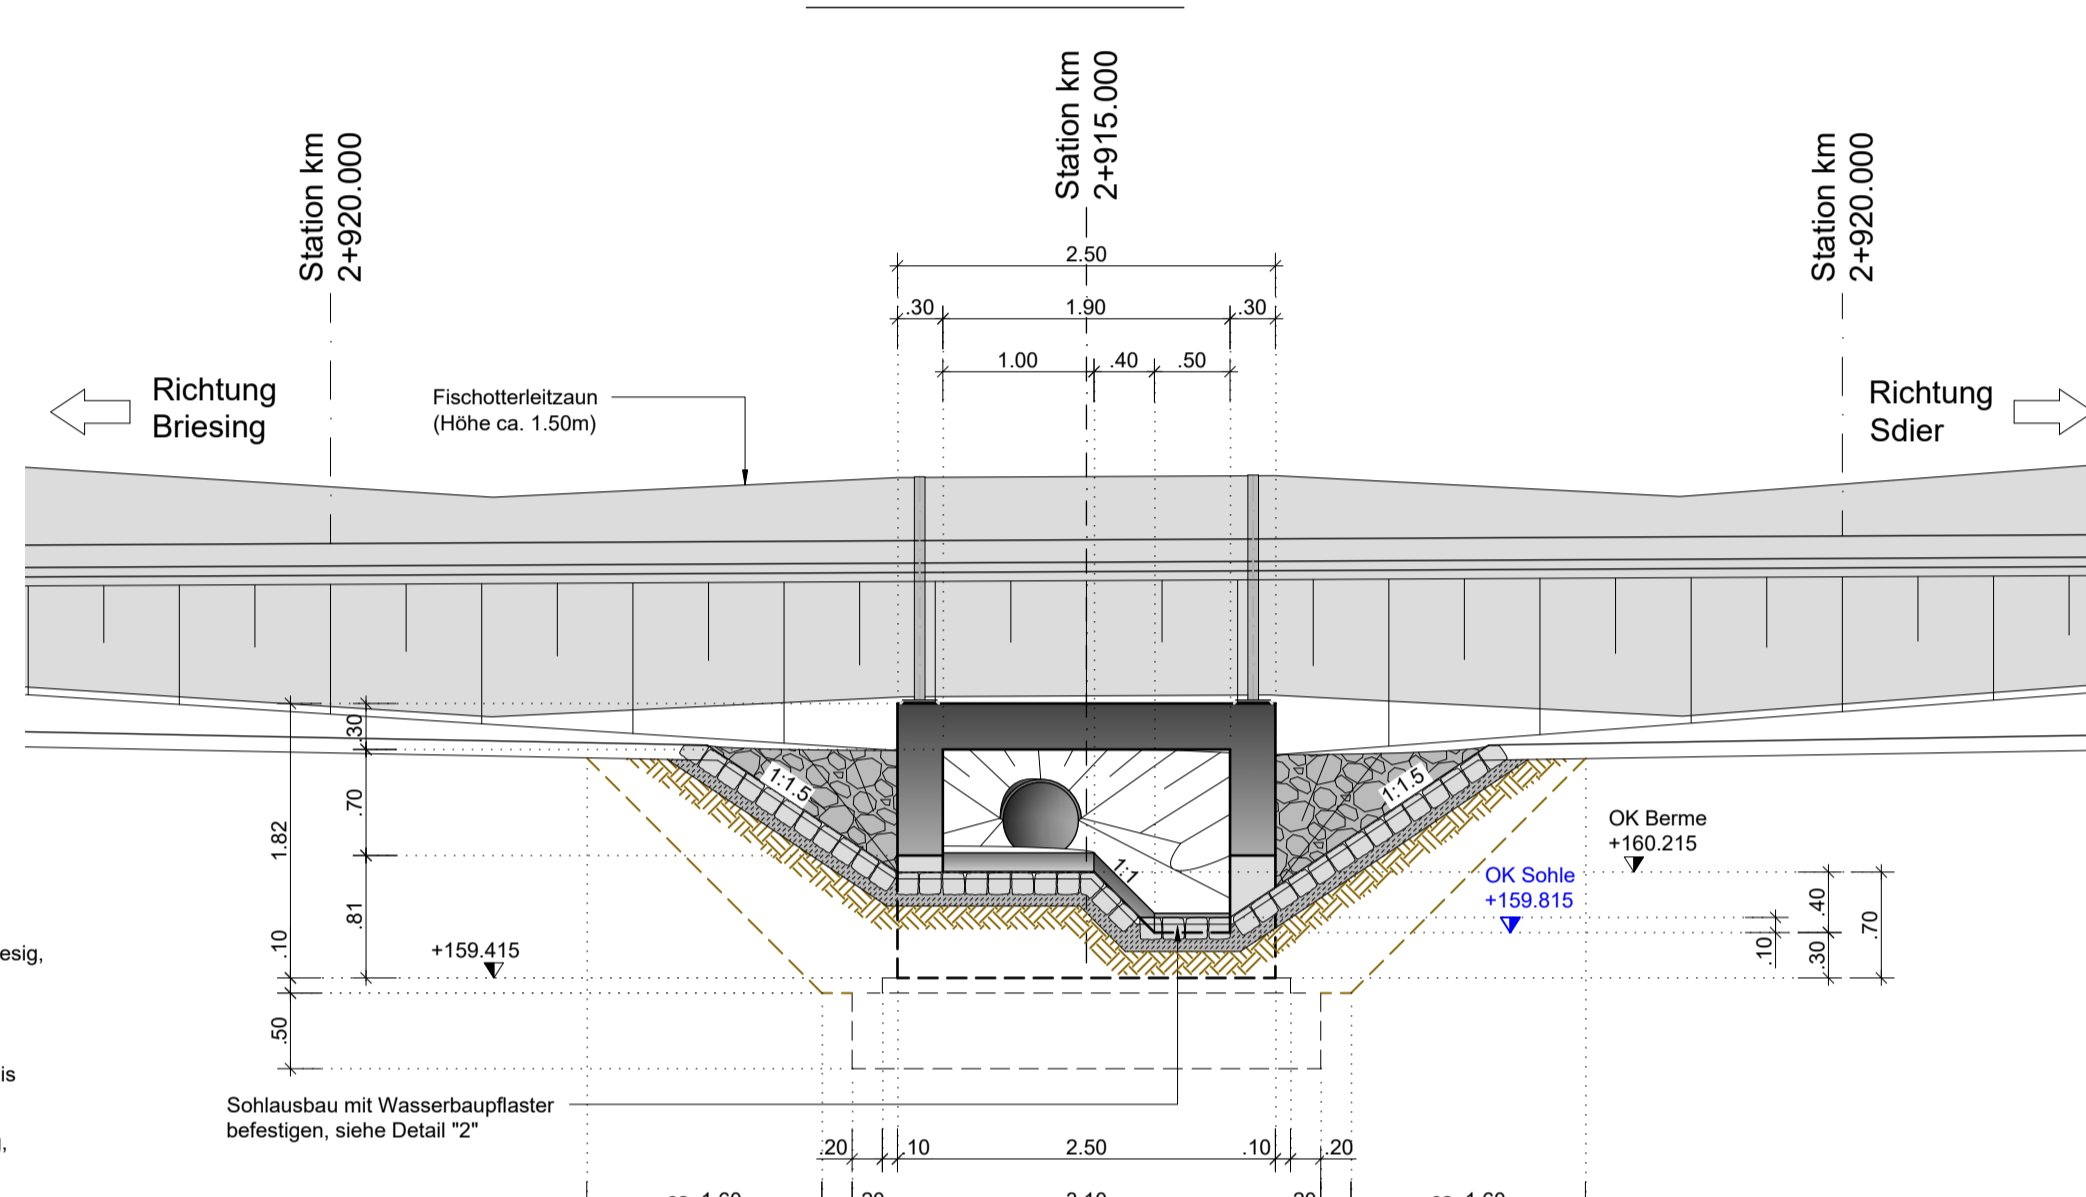 Station km
2+915.000
Station km
2+920.000
Station km
2+920.000
2.50
.30
1.90
.30
1.00
.40
.50
Richtung
Briesing
Fischotterleitzaun
(Höhe ca. 1.50m)
Richtung
Sdier
.30
1:1.5
1:1.5
.70
1.82
OK Berme
+160.215
1:1
OK Sohle
+159.815
.81
.40
.70
.10
+159.415
.10
.30
esig,
.50
is
Sohlausbau mit Wasserbaupflaster
befestigen, siehe Detail "2"
.20
.10
2.50
.10
.20